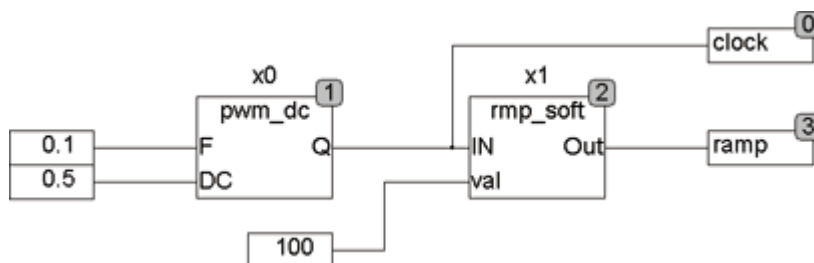 0
clock
x0
x1
1
2
pwm_dc
rmp_soft
3
0.1
F
Q
IN
Out
ramp
0.5
DC
val
100